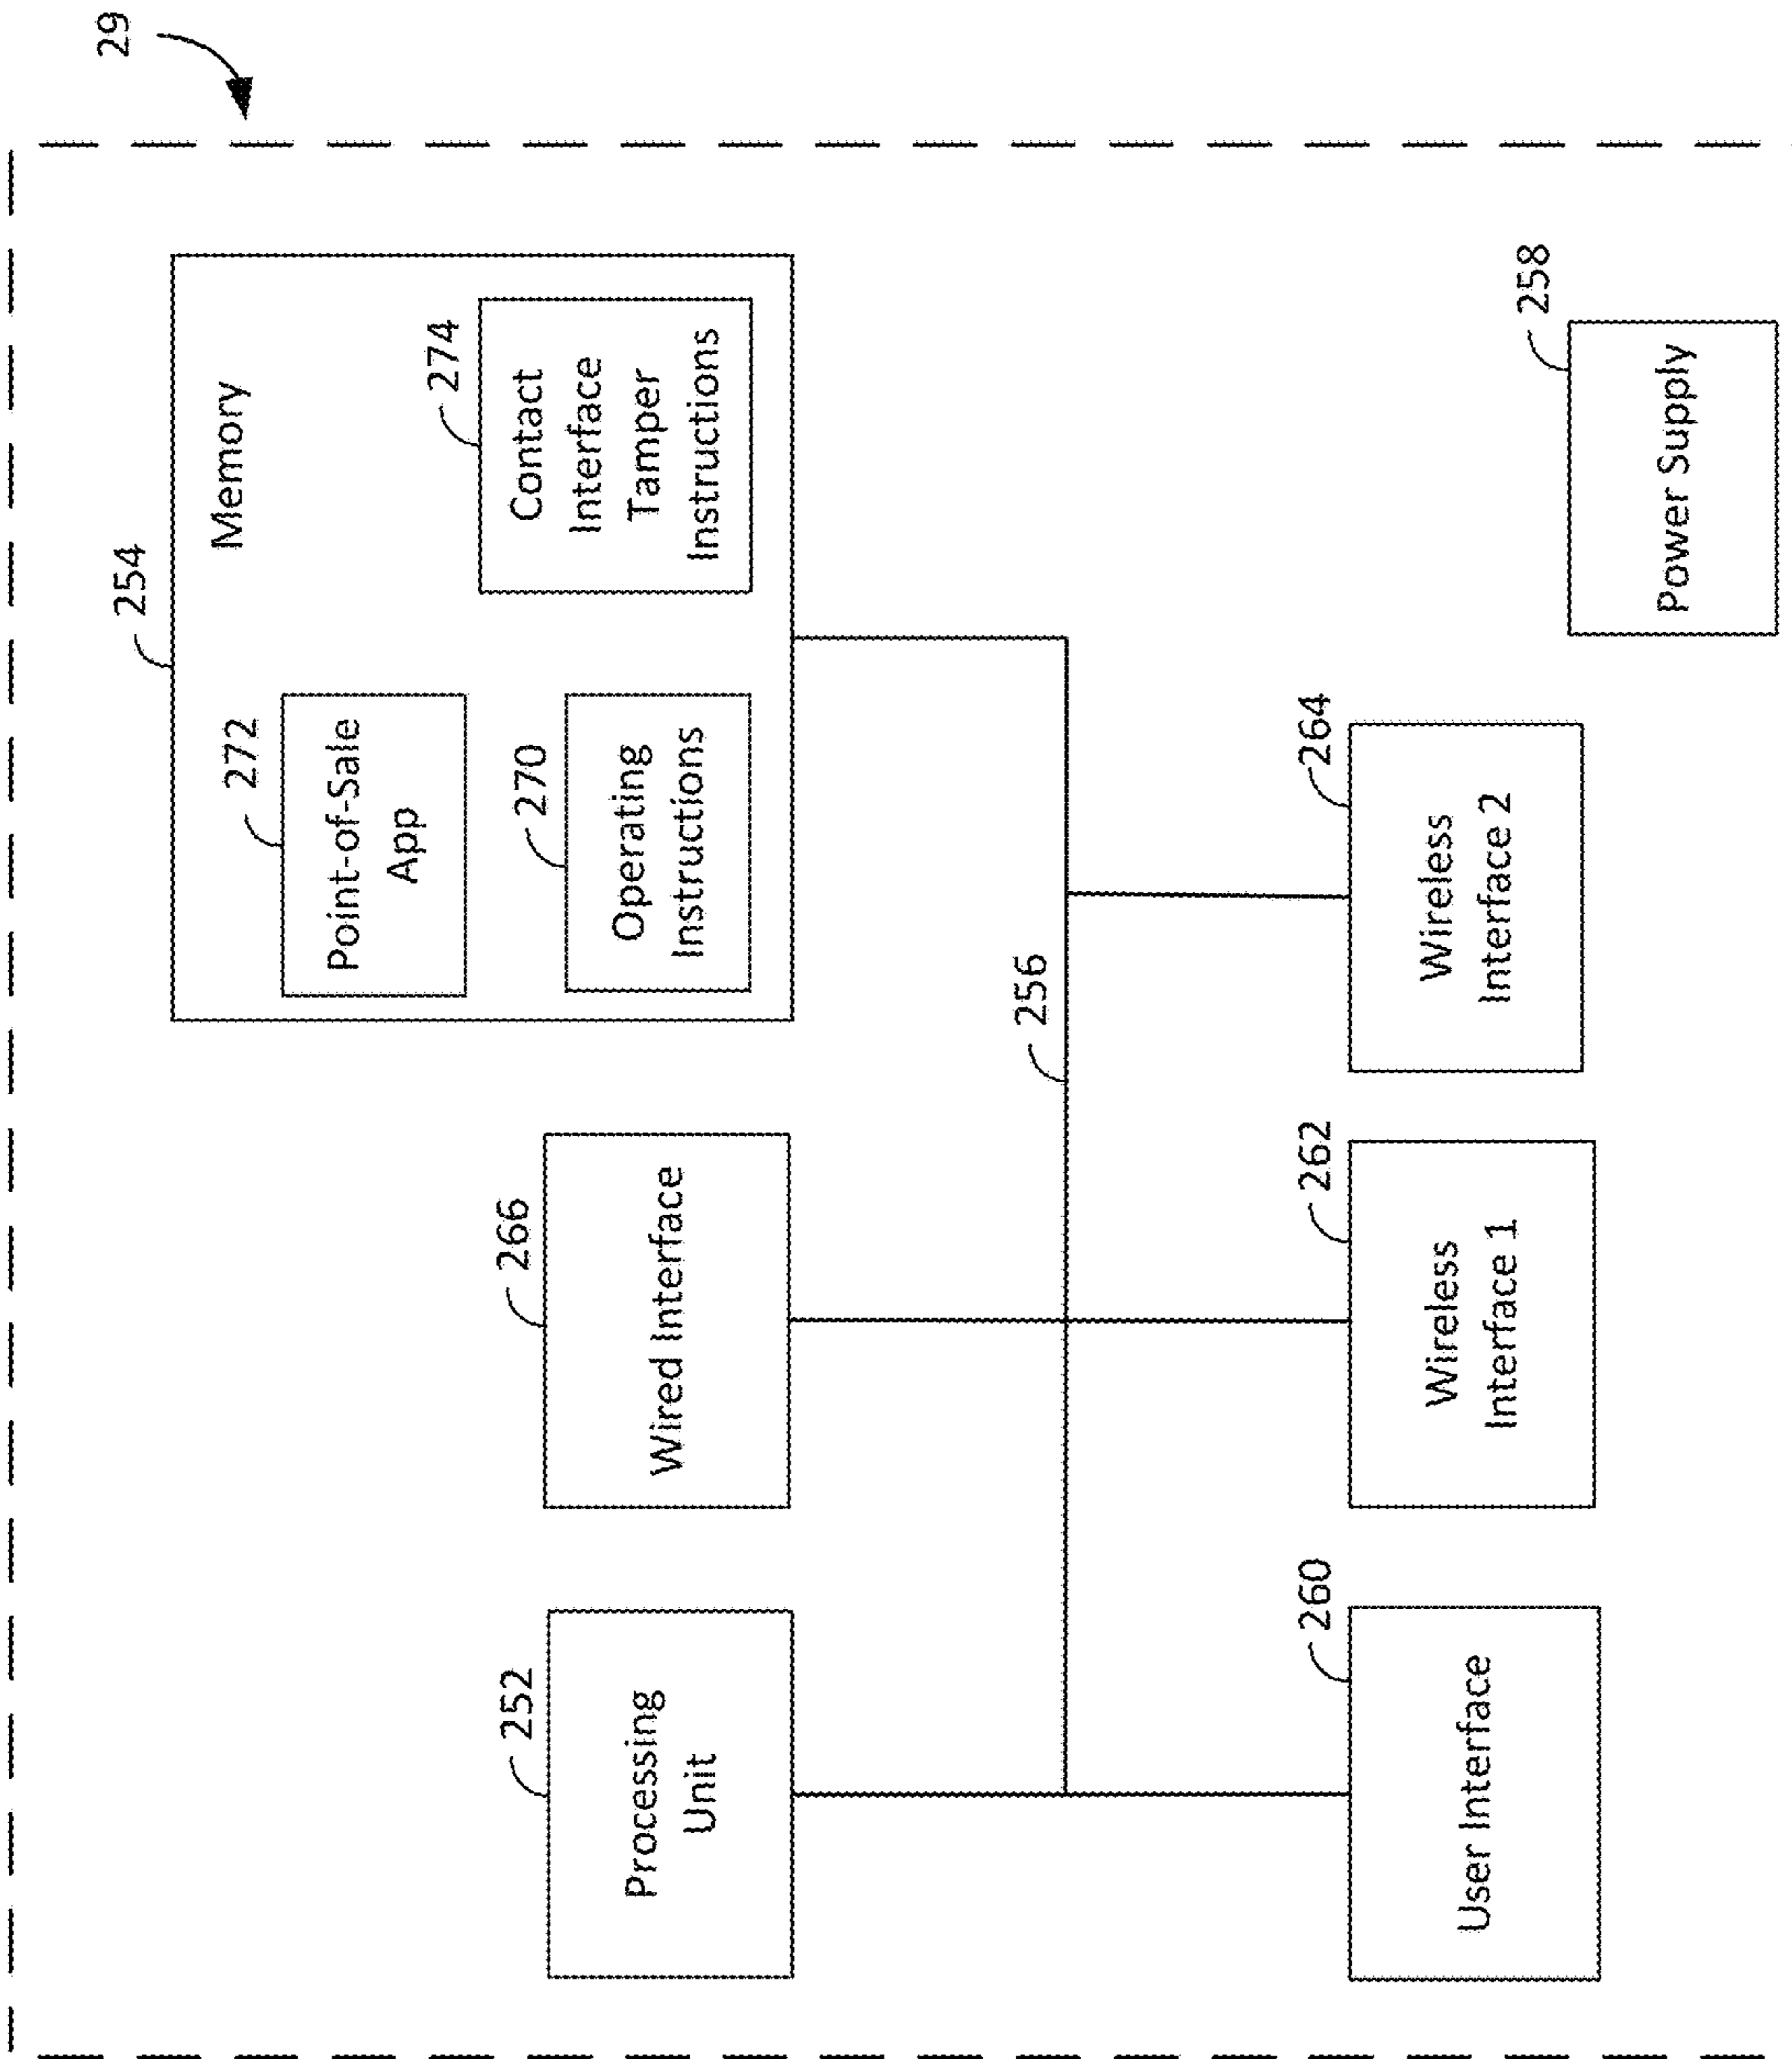 29
254
Memory
272
Point-of-Sale
App
274
Contact
Interface
Tamper
Instructions
270
Operating
Instructions
266
Wired Interface
252
Processing
Unit
256
260
User Interface
262
Wireless
Interface 1
264
Wireless
Interface 2
258
Power Supply